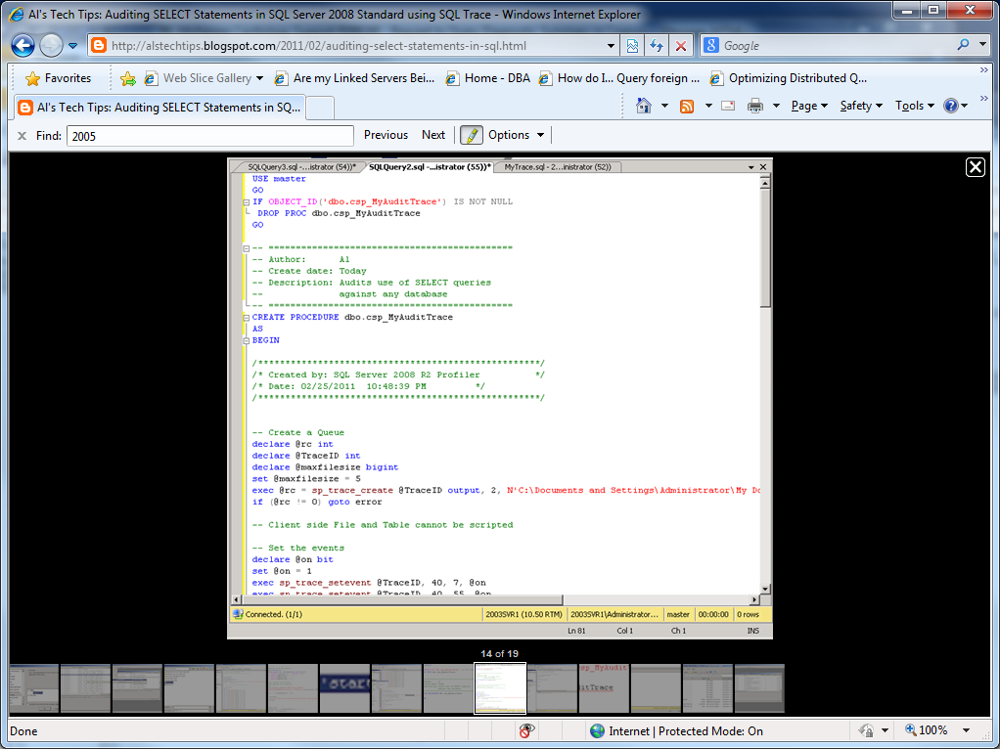 Al's Tech Tips: Auditing SELECT Statements in SQL Server 2008 Standard using SQL Trace - Windows Internet Explorer
http://alstechtips.blogspot.com/2011/02/auditing-select-statements-in-sql.html
Google
Favorites
Web Slice Gallery
Are my Linked Servers Bei...
Home - DBA
How do I... Query foreign ...
Optimizing Distributed Q...
Al's Tech Tips: Auditing SELECT Statements in SQ...
Page
Safety
Tools
Find: 2005
Previous
Next
Options
SQLQuery3.sql -...istrator (54))*
SQLQuery2.sql -...istrator (55))*
MyTrace.sql - 2...inistrator (52))
USE master
GO
IF OBJECT_ID('dbo.csp_MyAuditTrace') IS NOT NULL
DROP PROC dbo.csp_MyAuditTrace
GO
-- =============================================
-- Author: Al
-- Create date: Today
-- Description: Audits use of SELECT queries
-- against any database
-- =============================================
CREATE PROCEDURE dbo.csp_MyAuditTrace
AS
BEGIN
/****************************************************/
/* Created by: SQL Server 2008 R2 Profiler */
/* Date: 02/25/2011 10:48:39 PM */
/****************************************************/
-- Create a Queue
declare @rc int
declare @TraceID int
declare @maxfilesize bigint
set @maxfilesize = 5
exec @rc = sp_trace_create @TraceID output, 2, N'C:\Documents and Settings\Administrator\My Do
if (@rc != 0) goto error
-- Client side File and Table cannot be scripted
-- Set the events
declare @on bit
set @on = 1
exec sp_trace_setevent @TraceID, 40, 7, @on
exec sp_trace_setevent @TraceID, 40, 55, @on
Connected. (1/1)
2003SVR1 (10.50 RTM)
2003SVR1\Administrator...
master
00:00:00
0 rows
Ln 81
Col 1
Ch 1
INS
14 of 19
'star
sp_MyAudit
ditTrace
Done
Internet | Protected Mode: On
100%